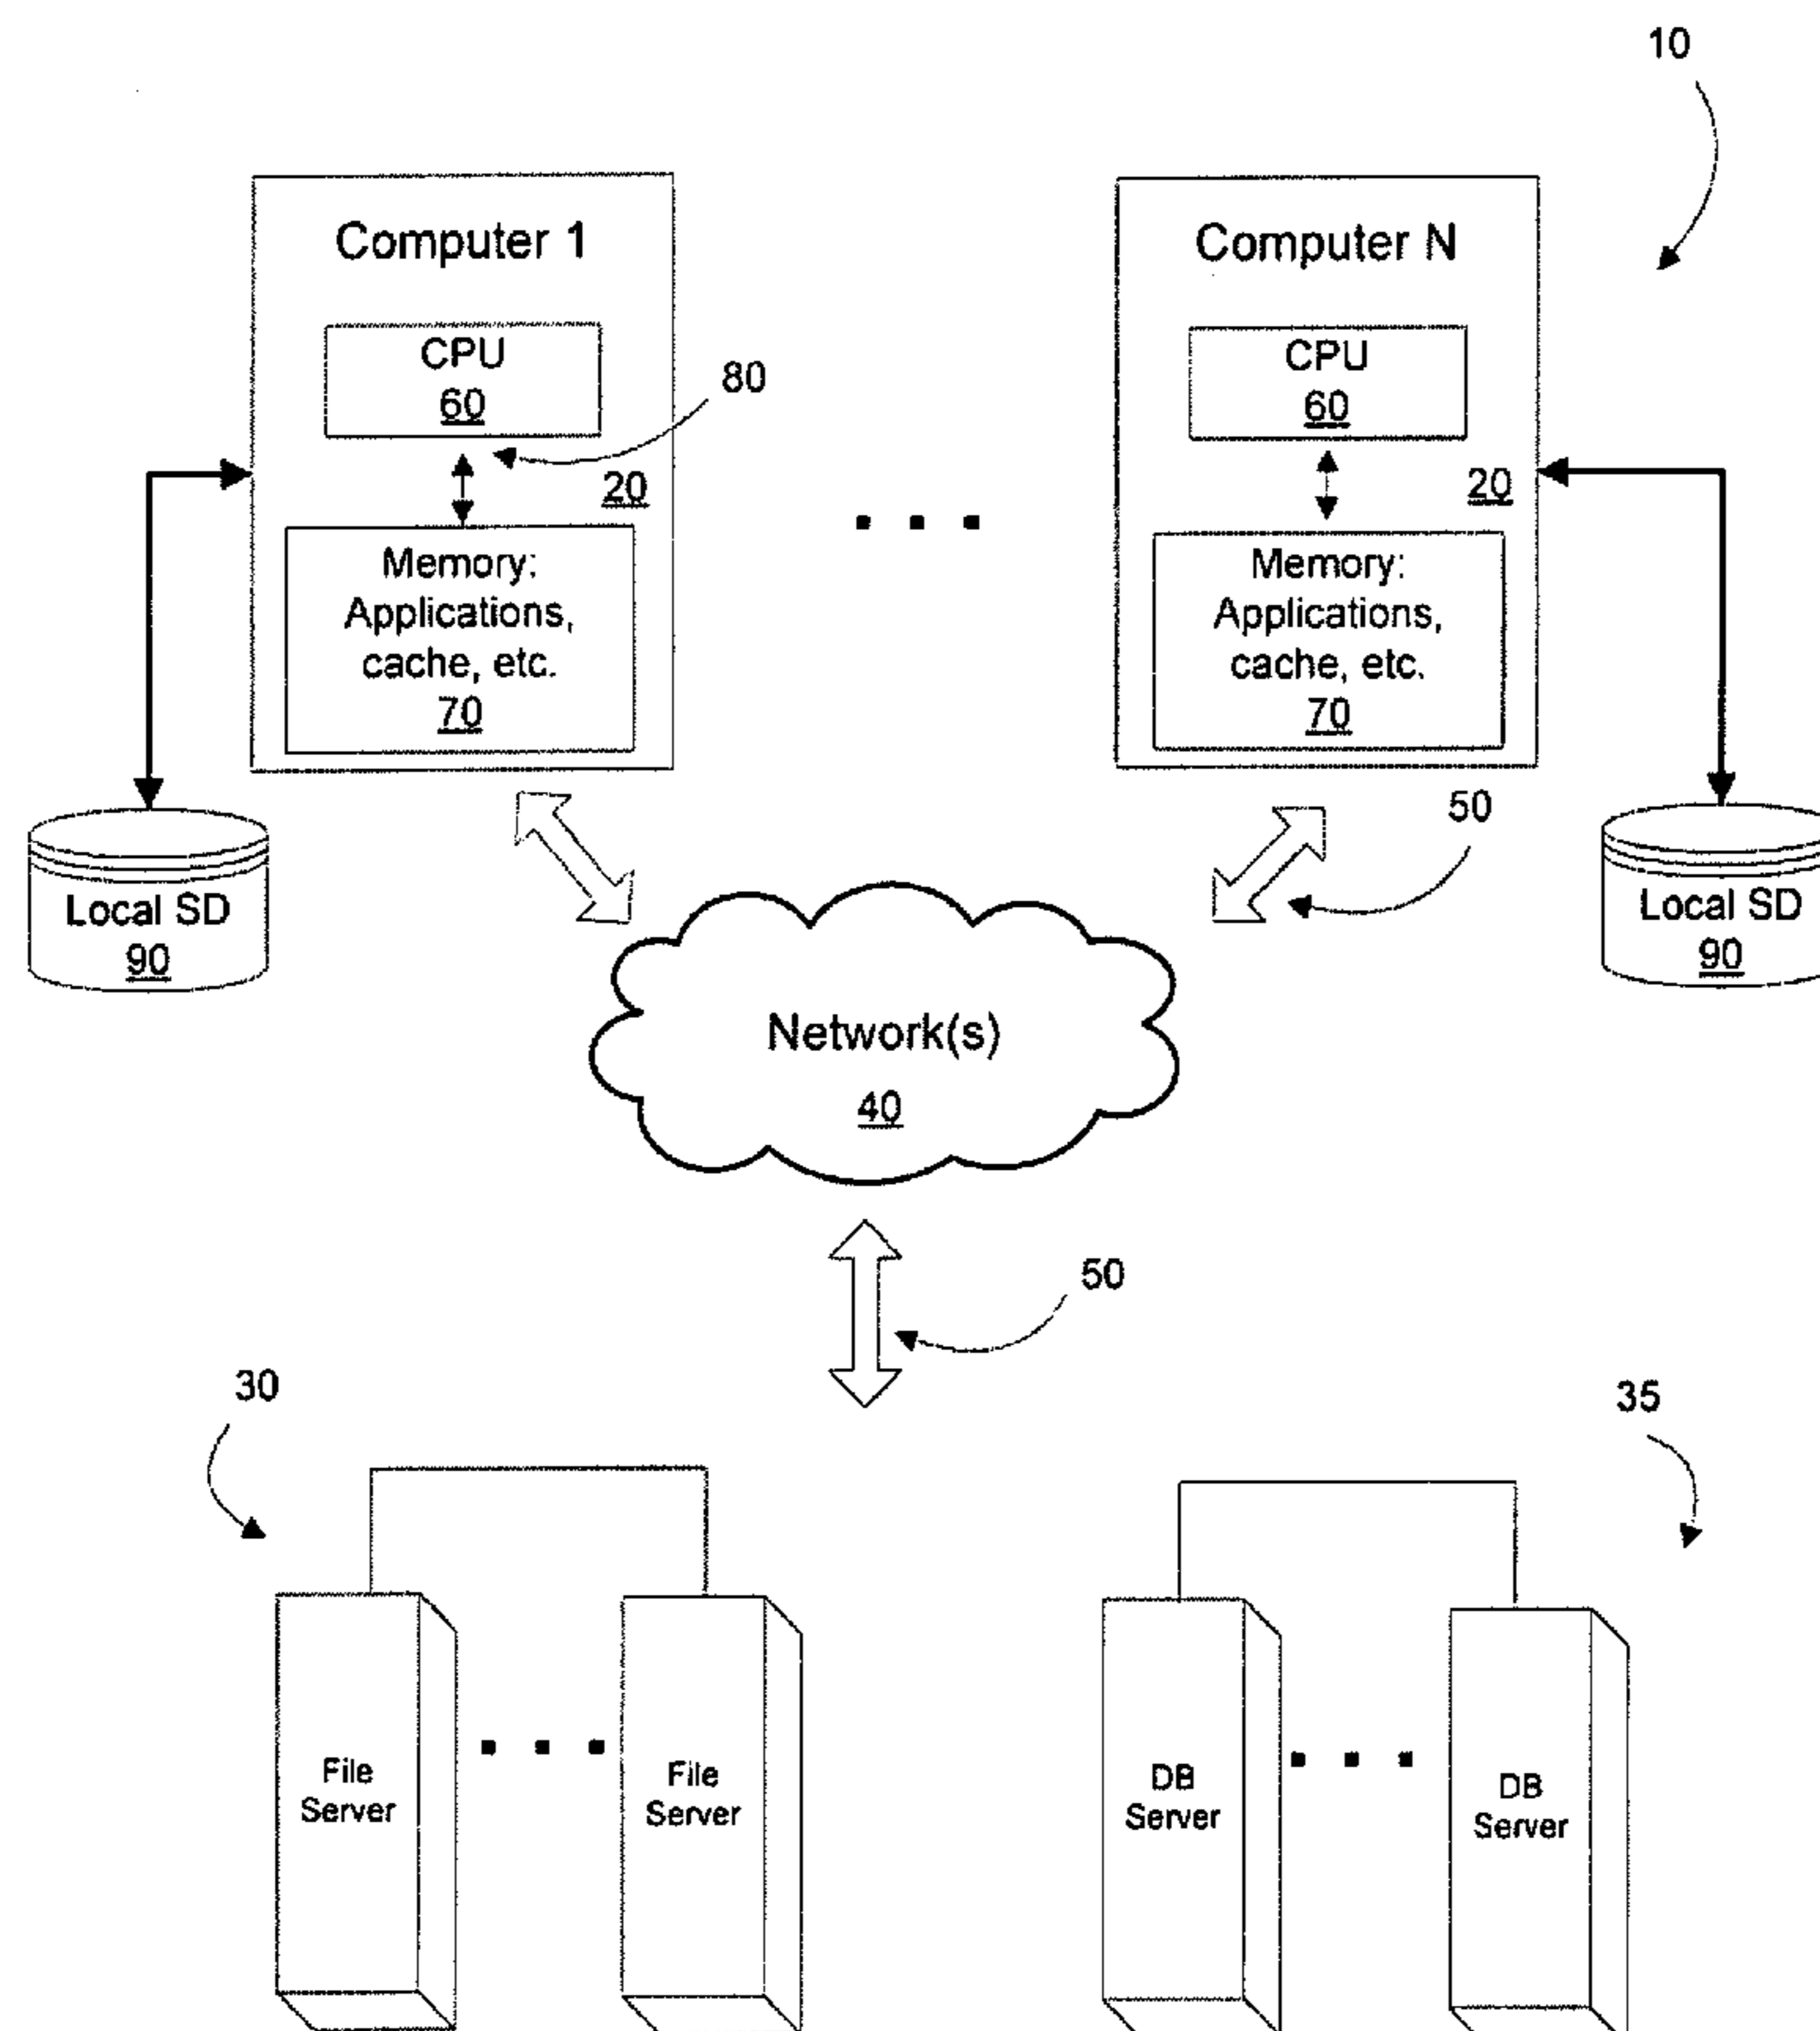 10
Computer 1
CPU
60
80
20
Memory:
Applications,
cache, etc.
70
Computer N
CPU
60
20
Memory:
Applications,
cache, etc.
70
Local SD
90
50
Local SD
90
Network(s)
40
50
30
35
File
Server
File
Server
DB
Server
DB
Server